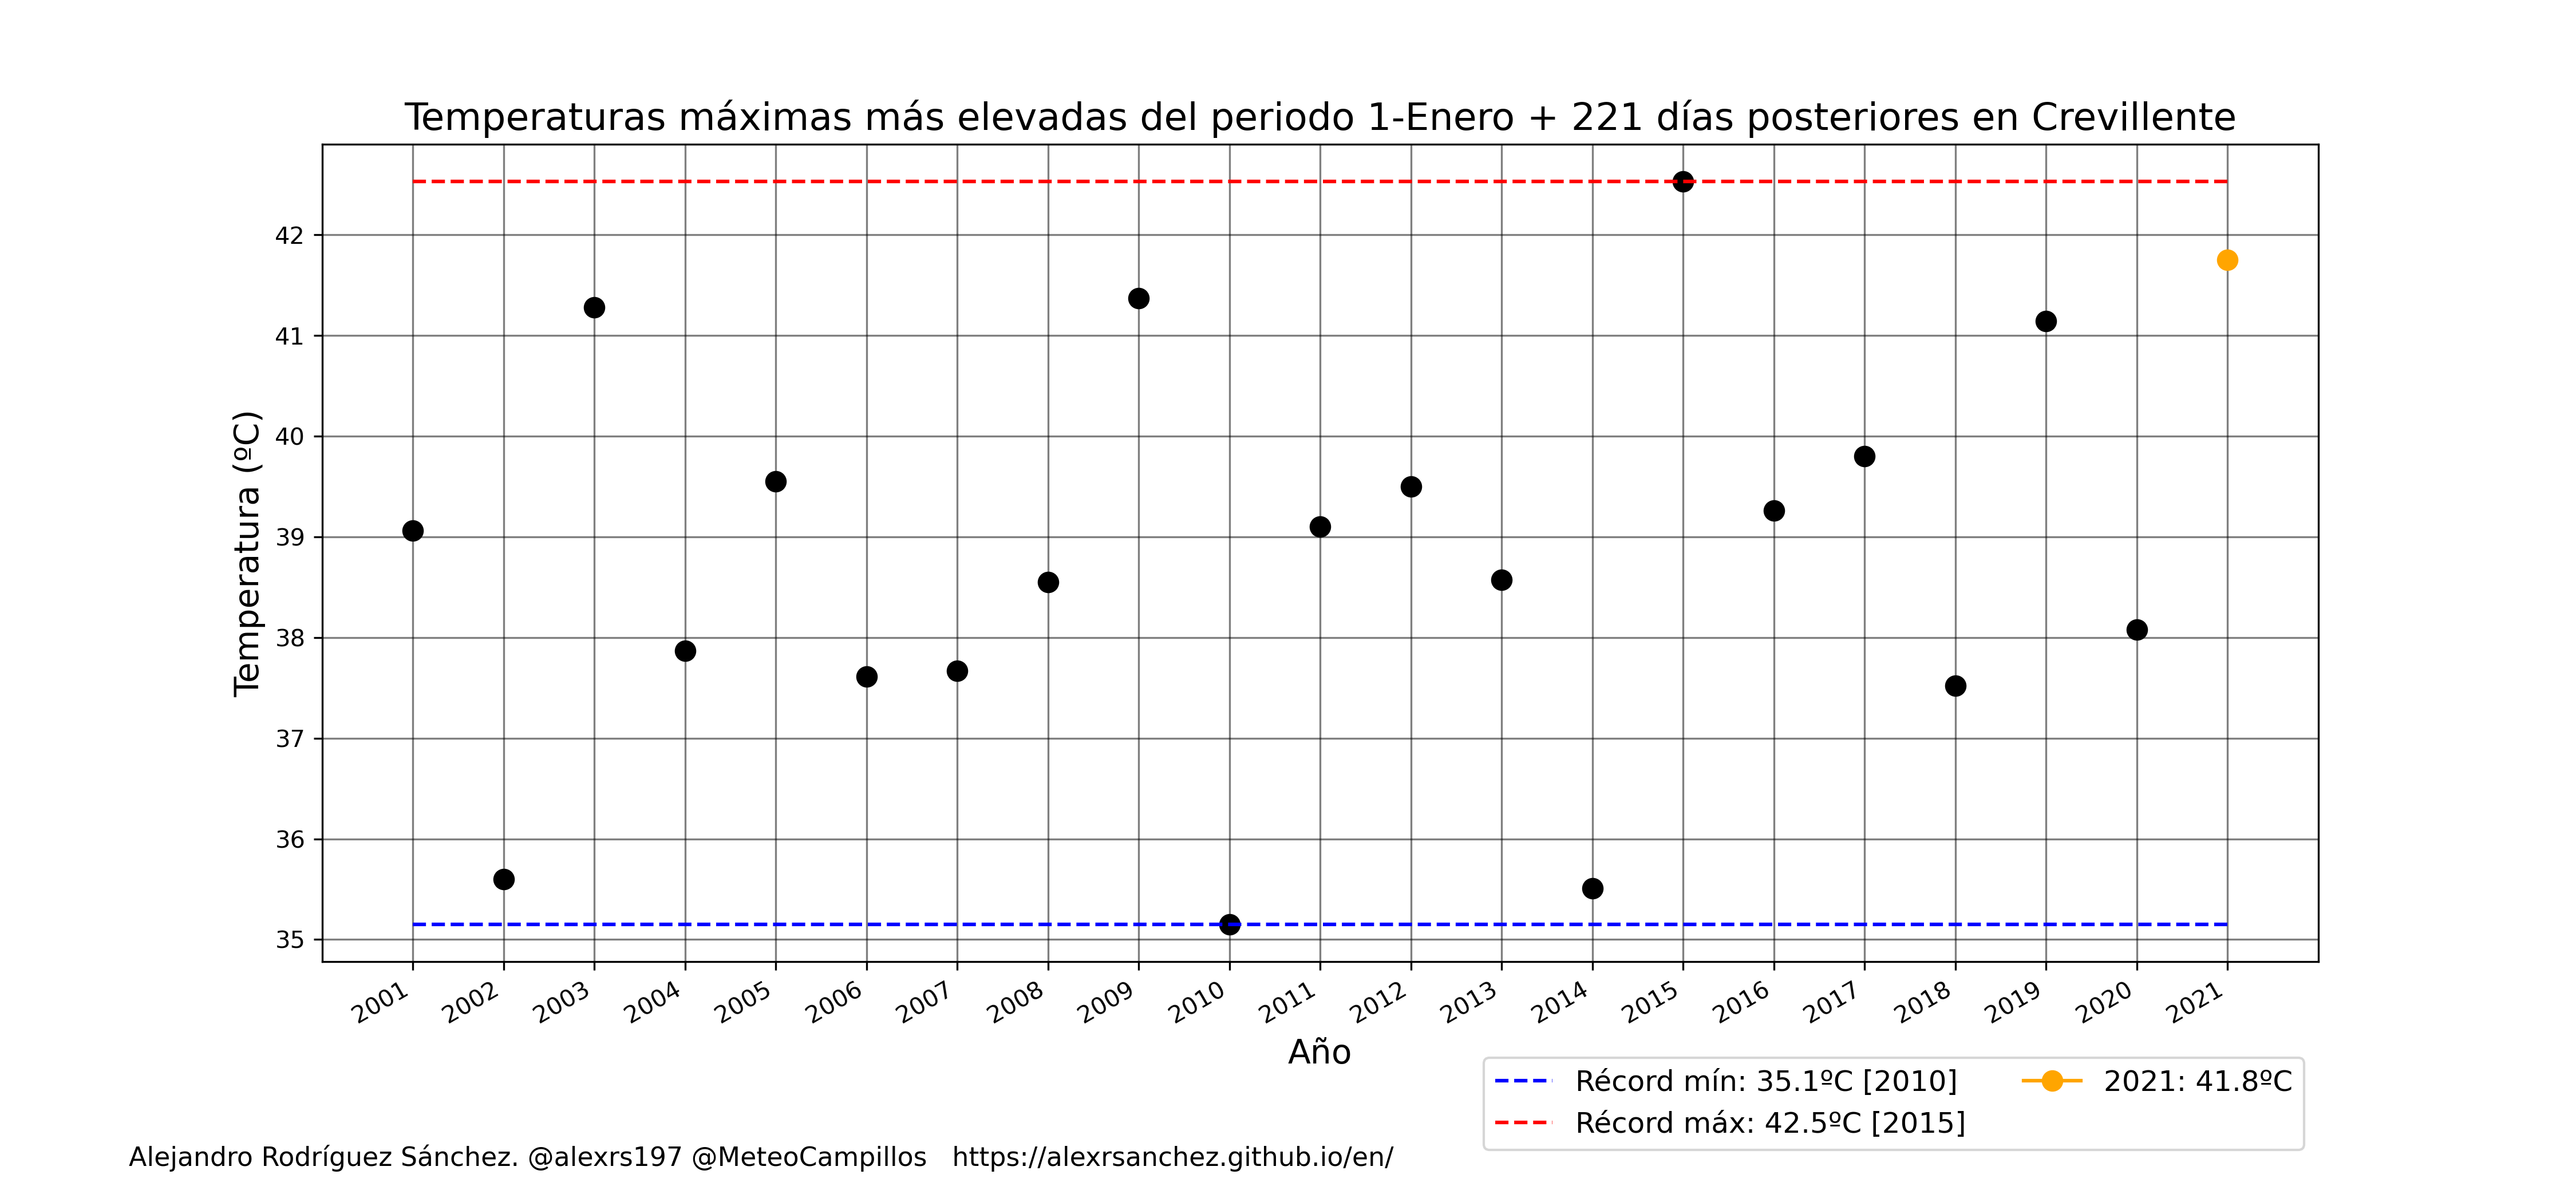 Temperaturas máximas más elevadas del periodo 1-Enero + 221 días posteriores en Crevillente
Temperatura (ºC)
42
41
40
39
38
37
36
35
2001 2002 2003 2004 2005 2006 2007 2008 2009 2010 2011 2012 2013 2014 2015 2016 2017 2018 2019 2020 2021
Año
Récord mín: 35.1ºC [2010]
Récord máx: 42.5ºC [2015]
2021: 41.8ºC
Alejandro Rodríguez Sánchez. @alexrs197 @MeteoCampillos https://alexrsanchez.github.io/en/